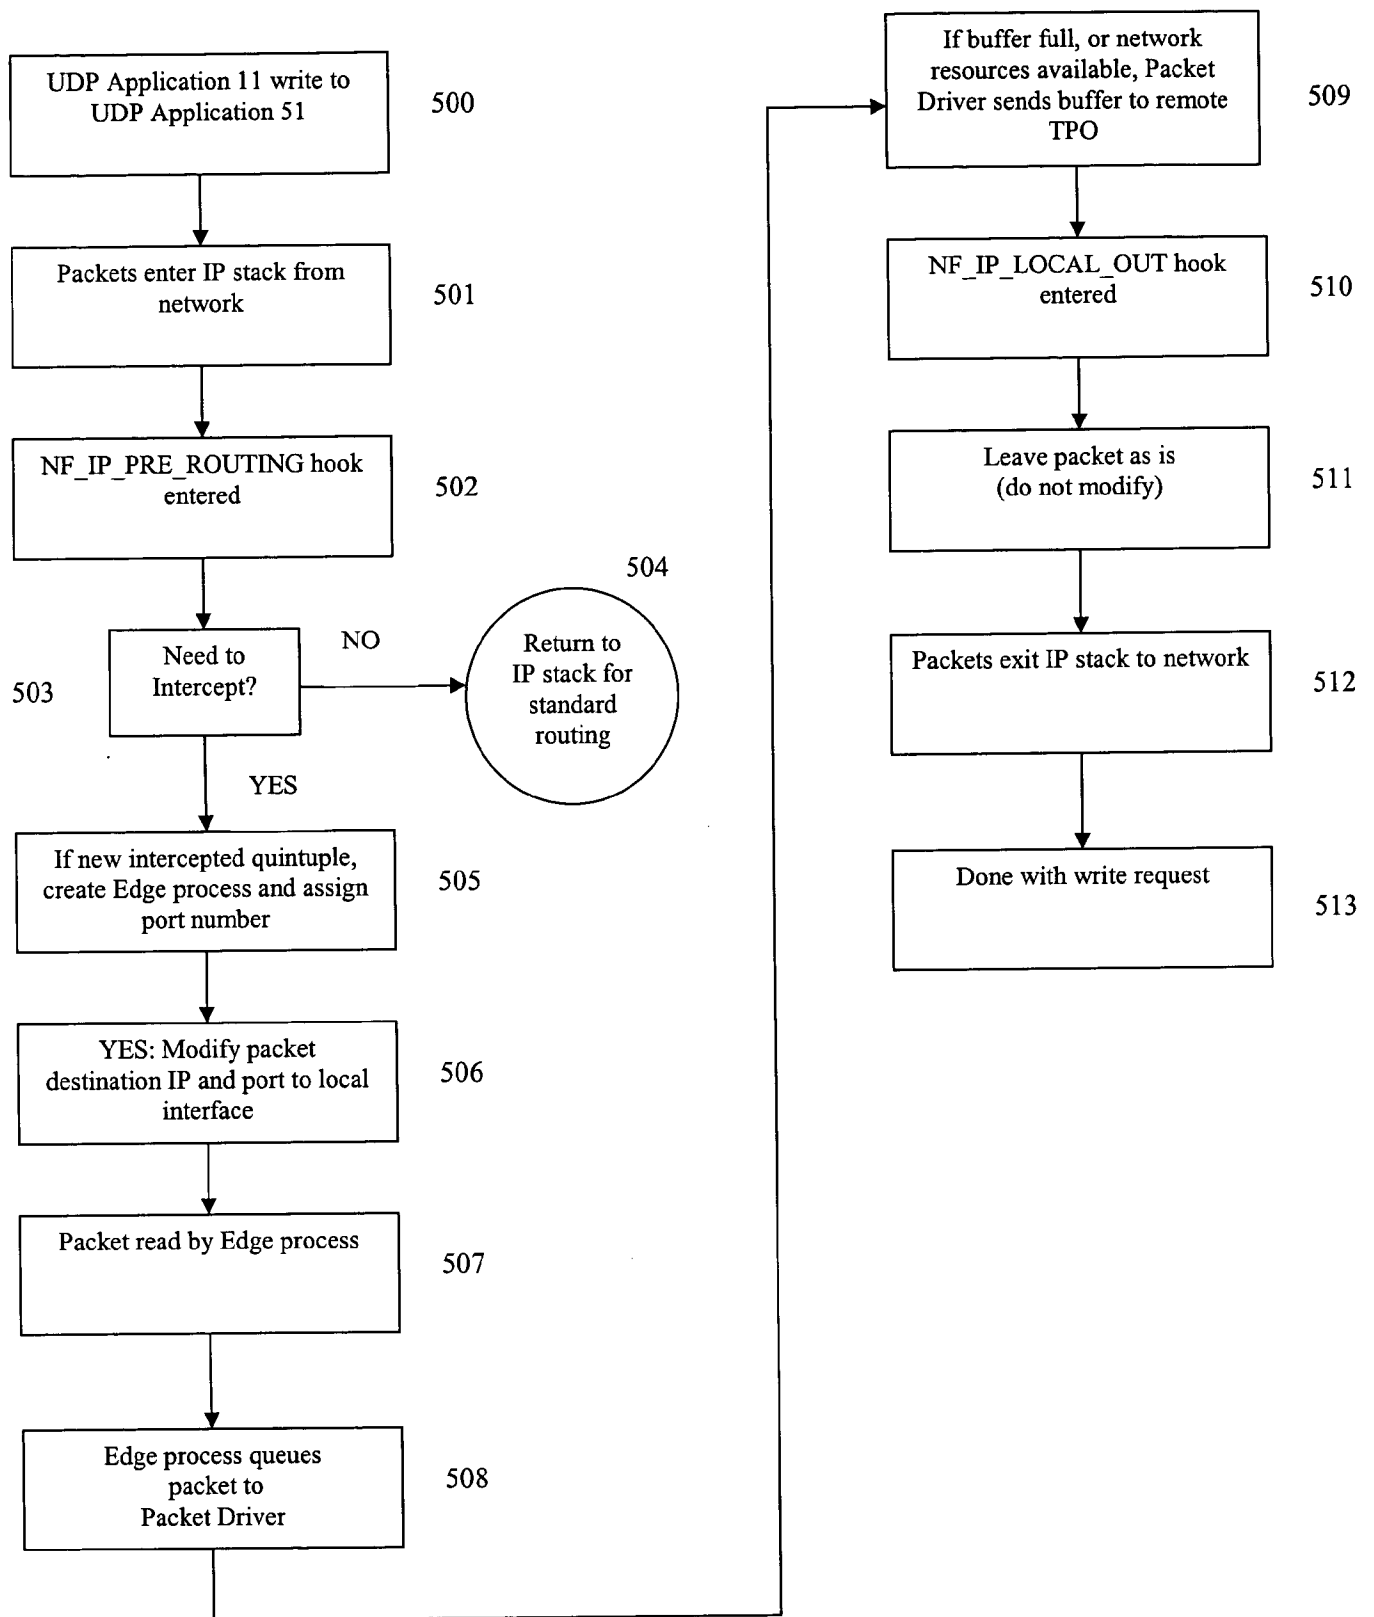 UDP Application 11 write to
UDP Application 51
500
Packets enter IP stack from
network
501
NF_IP_PRE_ROUTING hook
entered
502
Need to
Intercept?
503
NO
504
Return to
IP stack for
standard
routing
YES
If new intercepted quintuple,
create Edge process and assign
port number
505
YES: Modify packet
destination IP and port to local
interface
506
Packet read by Edge process
507
Edge process queues
packet to
Packet Driver
508
If buffer full, or network
resources available, Packet
Driver sends buffer to remote
TPO
509
NF_IP_LOCAL_OUT hook
entered
510
Leave packet as is
(do not modify)
511
Packets exit IP stack to network
512
Done with write request
513